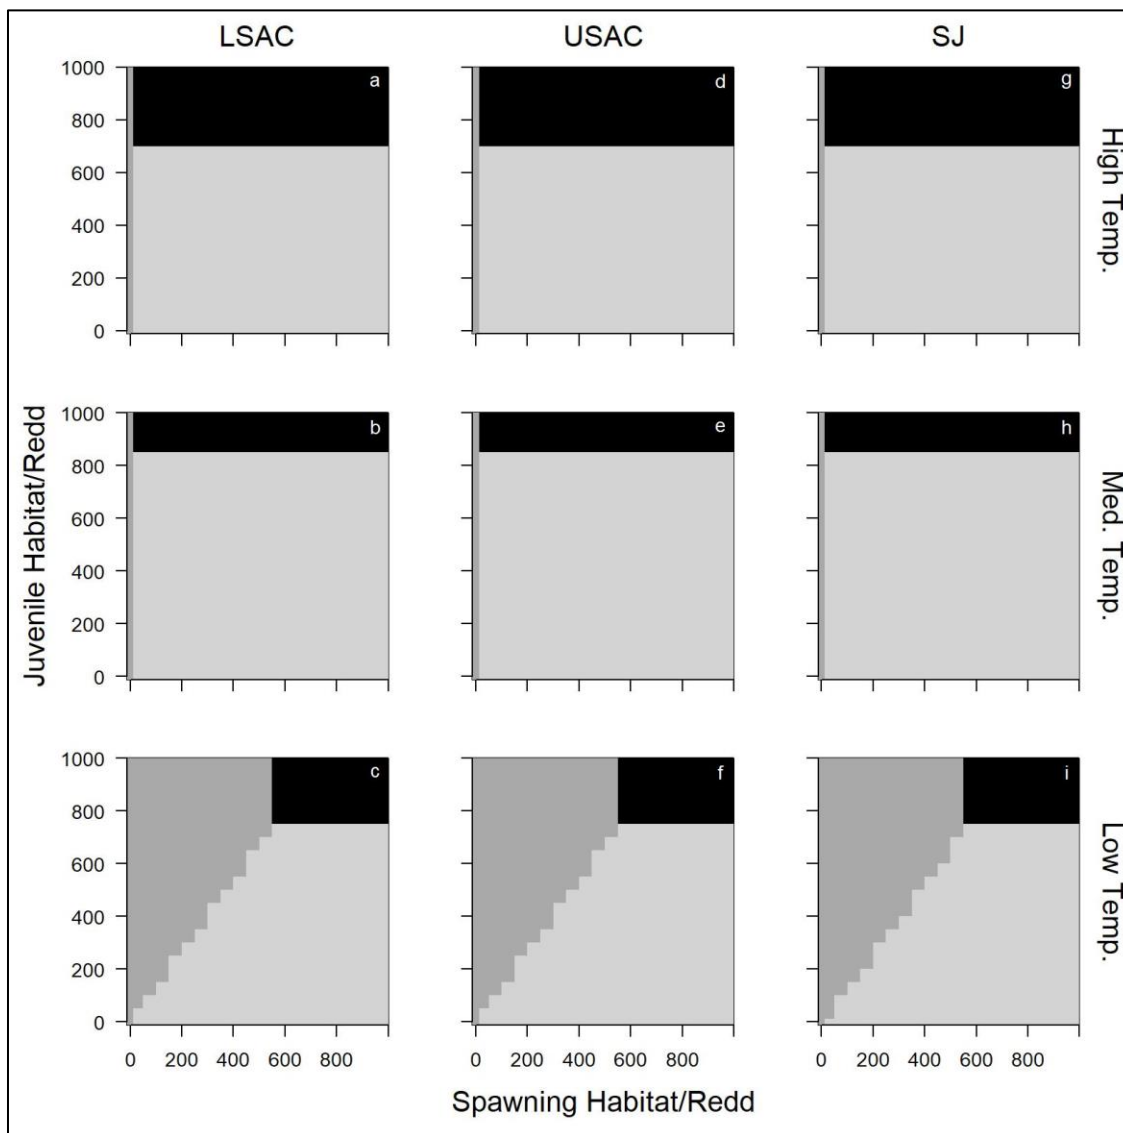 LSAC USAC SJ
1000 a d g
800
600
400
200
0
High Temp.
1000 b e h
800
600
400
200
0
Med. Temp.
Juvenile Habitat/Redd
1000 c f i
800
600
400
200
0
Low Temp.
0 200 400 600 800 0 200 400 600 800 0 200 400 600 800
Spawning Habitat/Redd